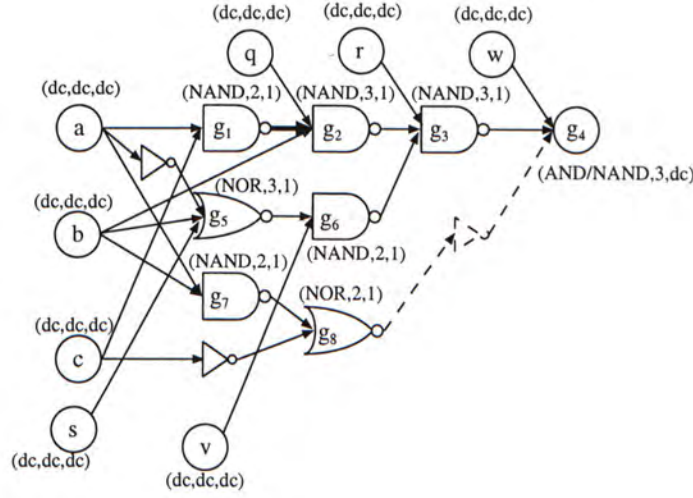 (dc,dc,dc) (dc,dc,dc) (dc,dc,dc)
q r w
(dc,dc,dc) (NAND,2,1) (NAND,3,1) (NAND,3,1)
a g1 g2 g3 g4
(NOR,3,1) (AND/NAND,3,dc)
(dc,dc,dc)
b g5 g6
(NAND,2,1) (NAND,2,1)
g7 (NOR,2,1)
(dc,dc,dc)
c g8
s v
(dc,dc,dc) (dc,dc,dc)